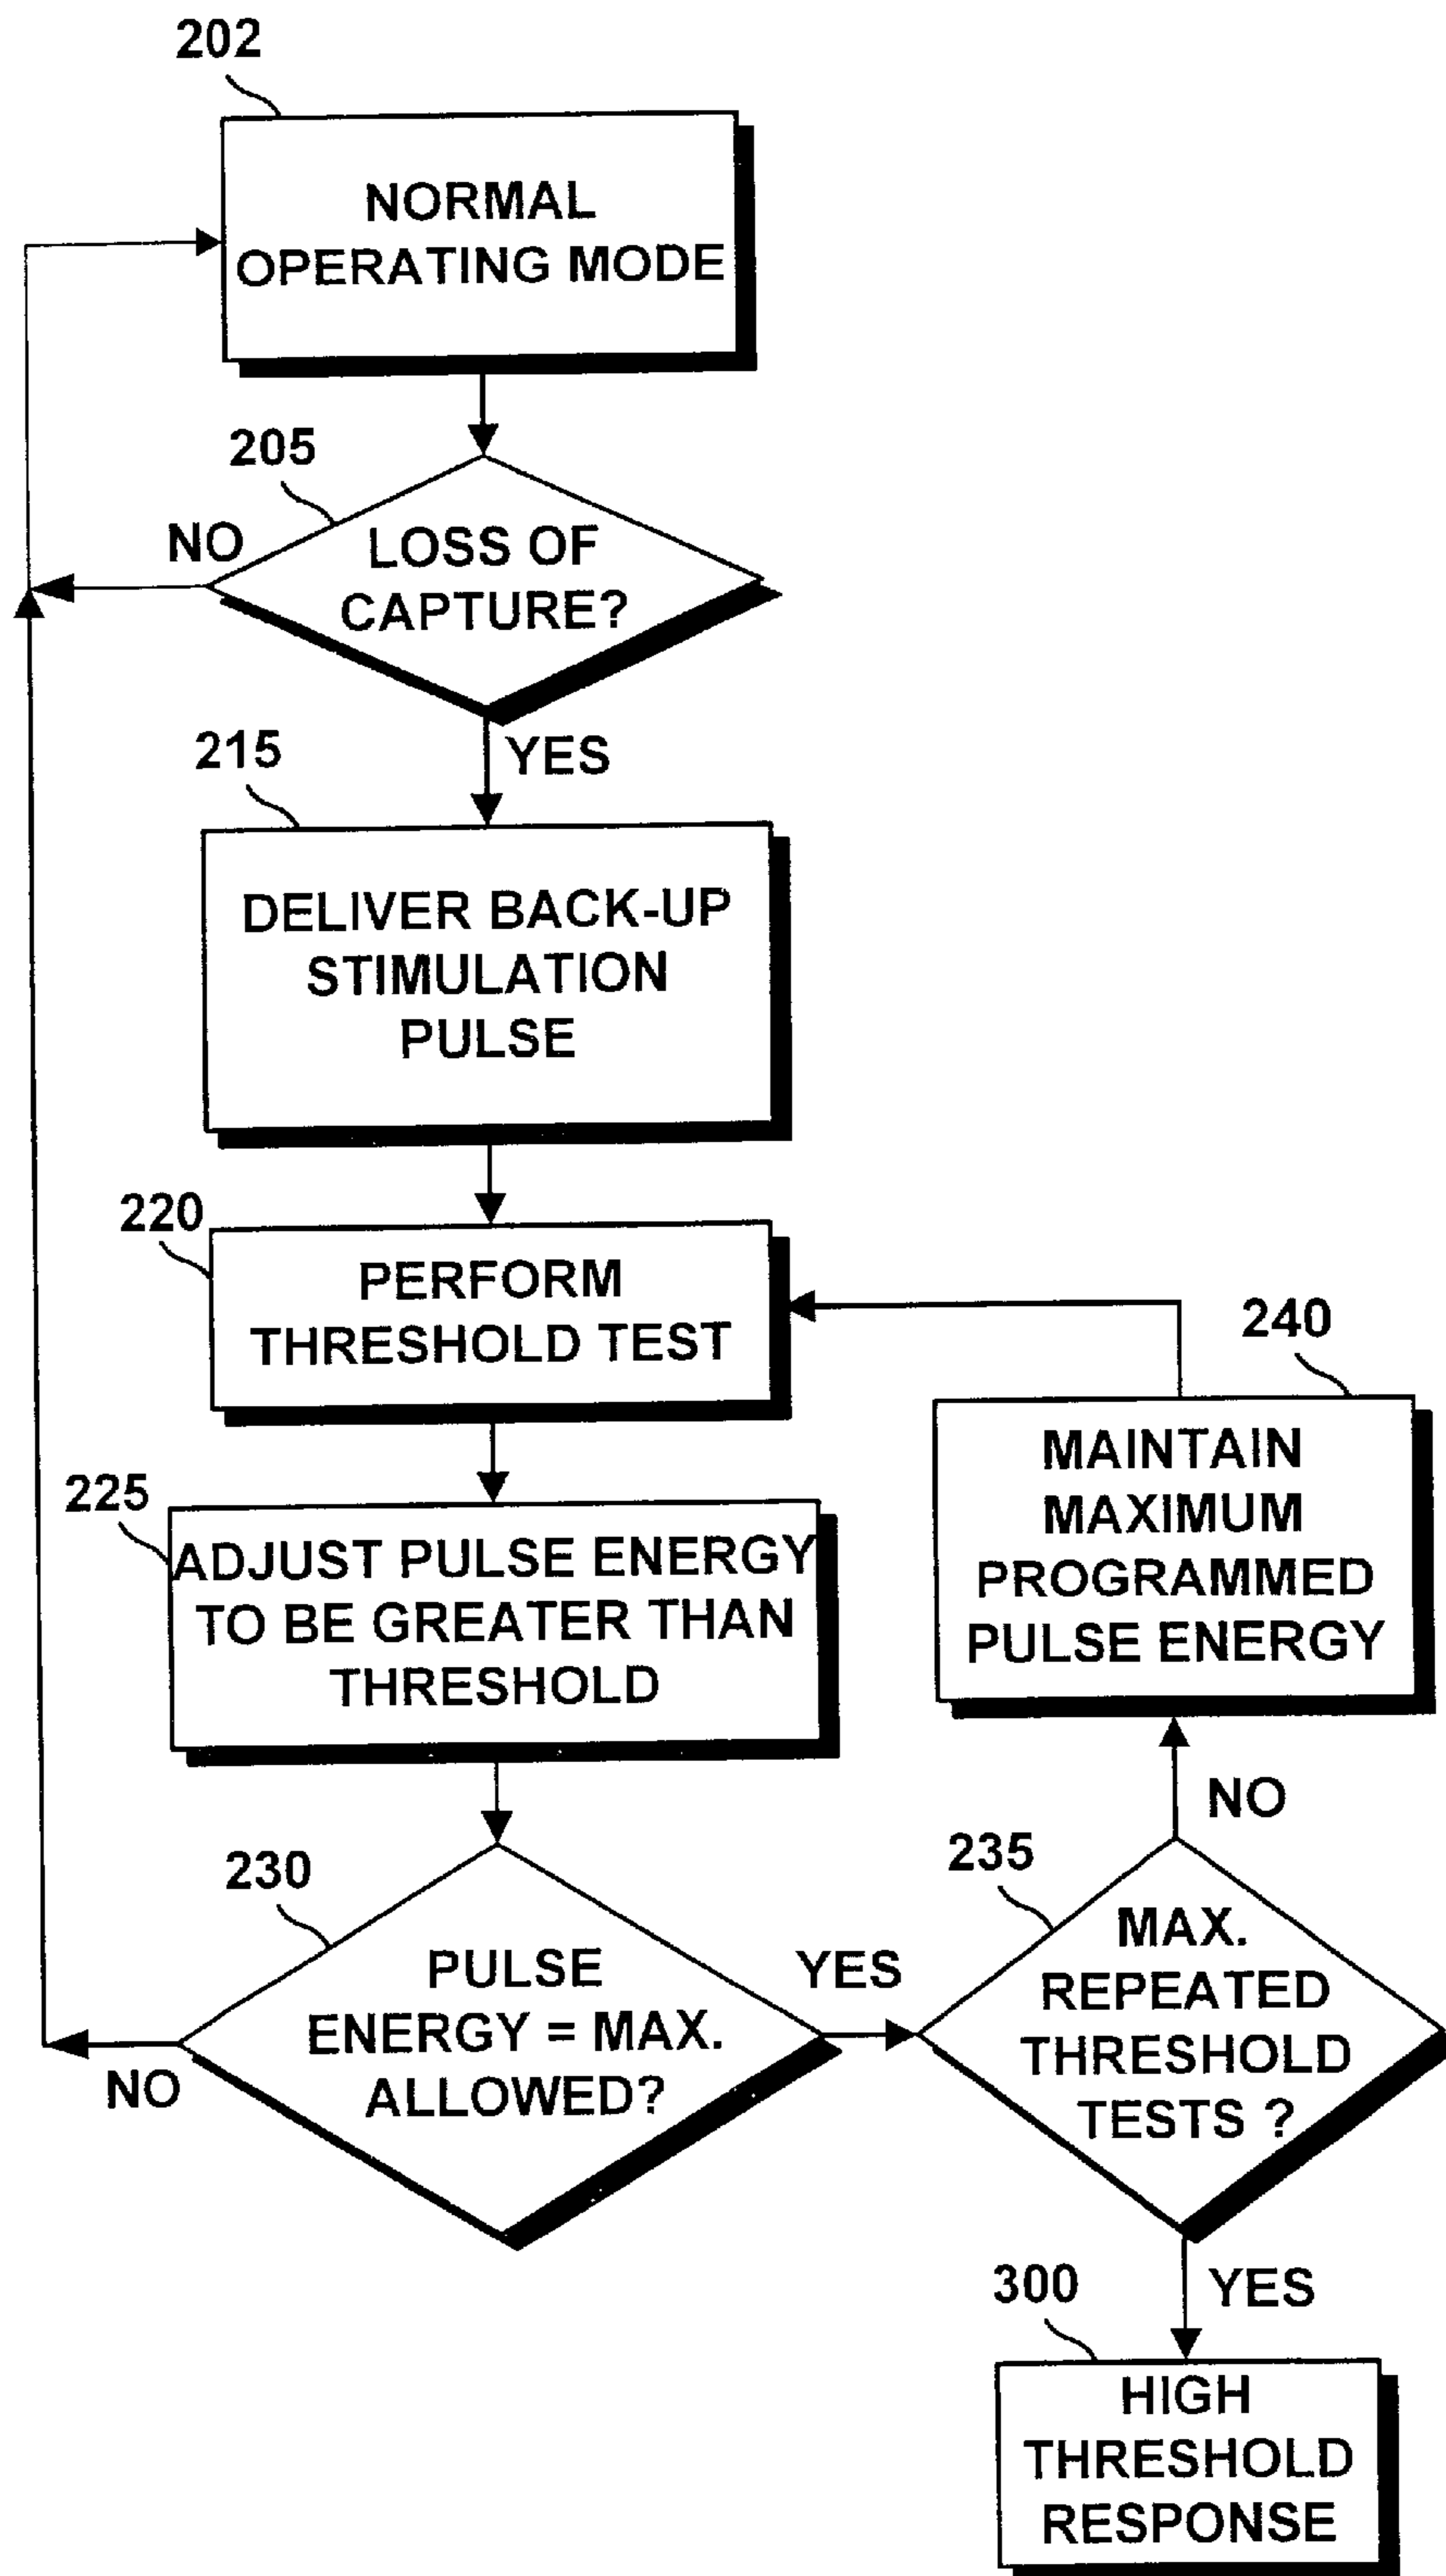 202
NORMAL
OPERATING MODE
205
NO
LOSS OF
CAPTURE?
YES
215
DELIVER BACK-UP
STIMULATION
PULSE
220
PERFORM
THRESHOLD TEST
225
ADJUST PULSE ENERGY
TO BE GREATER THAN
THRESHOLD
230
PULSE
ENERGY = MAX.
ALLOWED?
NO
YES
235
MAX.
REPEATED
THRESHOLD
TESTS ?
NO
240
MAINTAIN
MAXIMUM
PROGRAMMED
PULSE ENERGY
YES
300
HIGH
THRESHOLD
RESPONSE